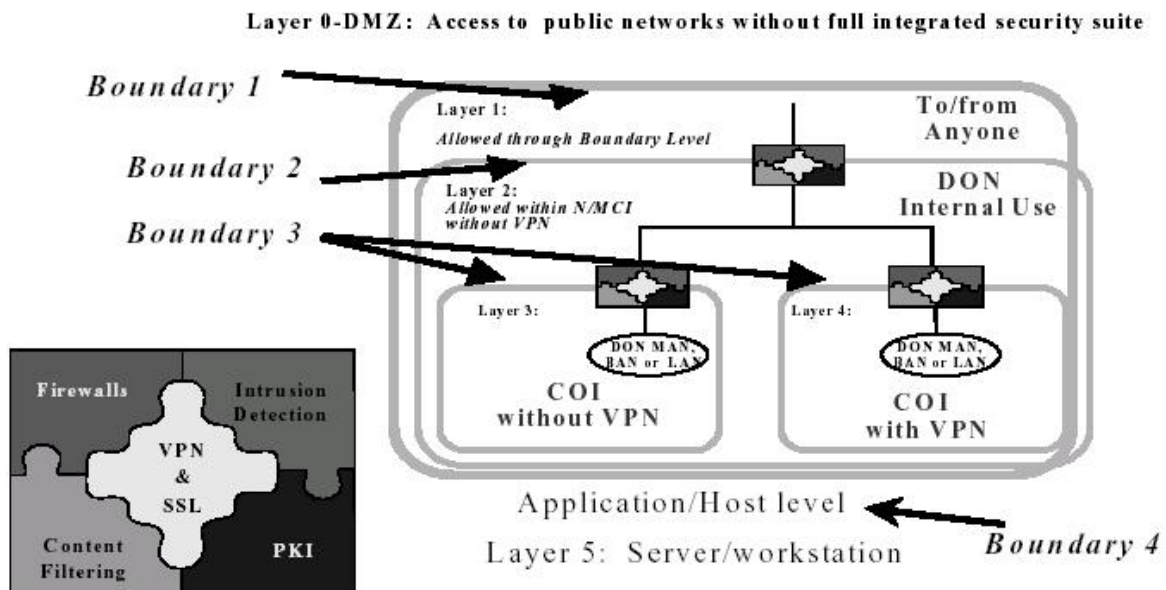 Layer 0-DMZ: Access to public networks without full integrated security suite
Boundary 1
Layer 1:
Allowed through Boundary Level
To/from
Anyone
Boundary 2
Layer 2:
Allowed within N/MCI
without VPN
DON
Internal Use
Boundary 3
Layer 3:
DON MAN,
BAN or LAN
COI
without VPN
Layer 4:
DON MAN,
BAN or LAN
COI
with VPN
Firewalls
Intrusion
Detection
VPN
&
SSL
Content
Filtering
PKI
Application/Host level
Layer 5: Server/workstation
Boundary 4